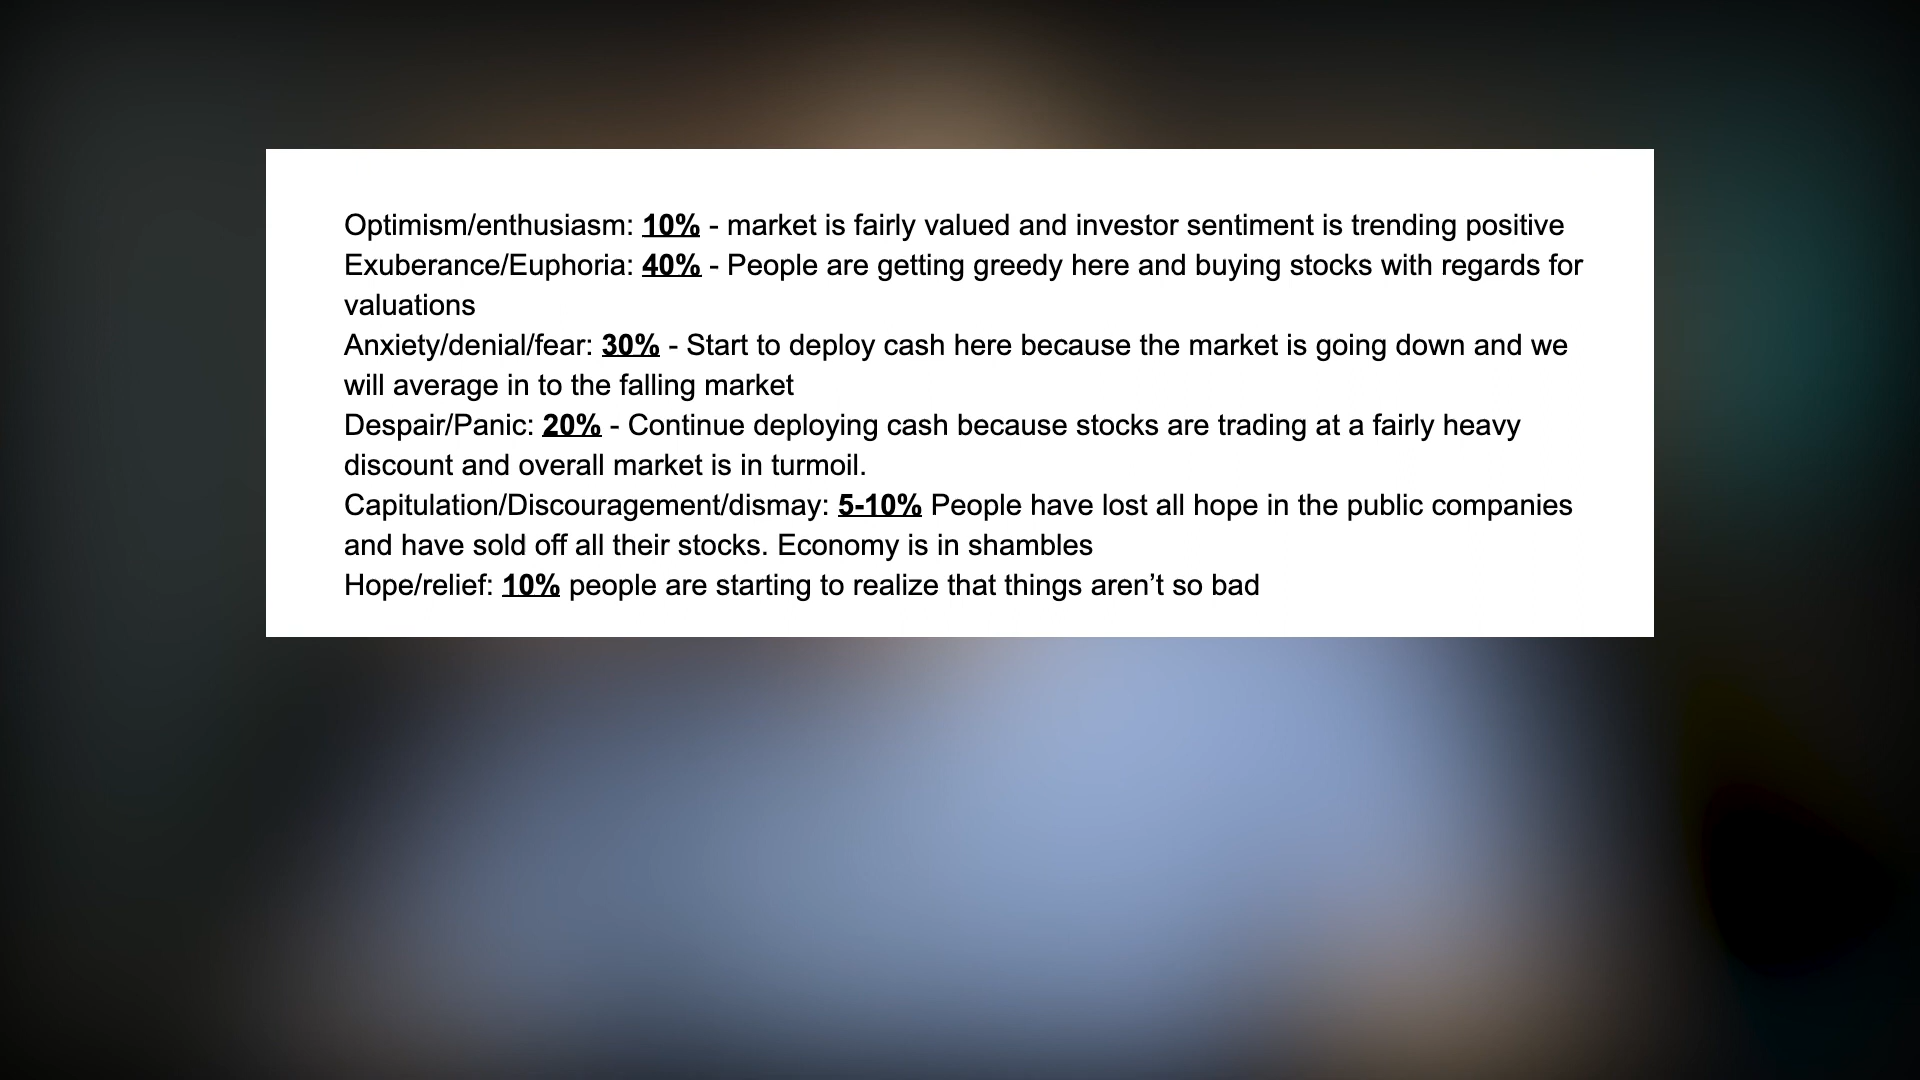 Optimism/enthusiasm: 10% - market is fairly valued and investor sentiment is trending positive
Exuberance/Euphoria: 40% - People are getting greedy here and buying stocks with regards for
valuations
Anxiety/denial/fear: 30% - Start to deploy cash here because the market is going down and we
will average in to the falling market
Despair/Panic: 20% - Continue deploying cash because stocks are trading at a fairly heavy
discount and overall market is in turmoil.
Capitulation/Discouragement/dismay: 5-10% People have lost all hope in the public companies
and have sold off all their stocks. Economy is in shambles
Hope/relief: 10% people are starting to realize that things aren’t so bad